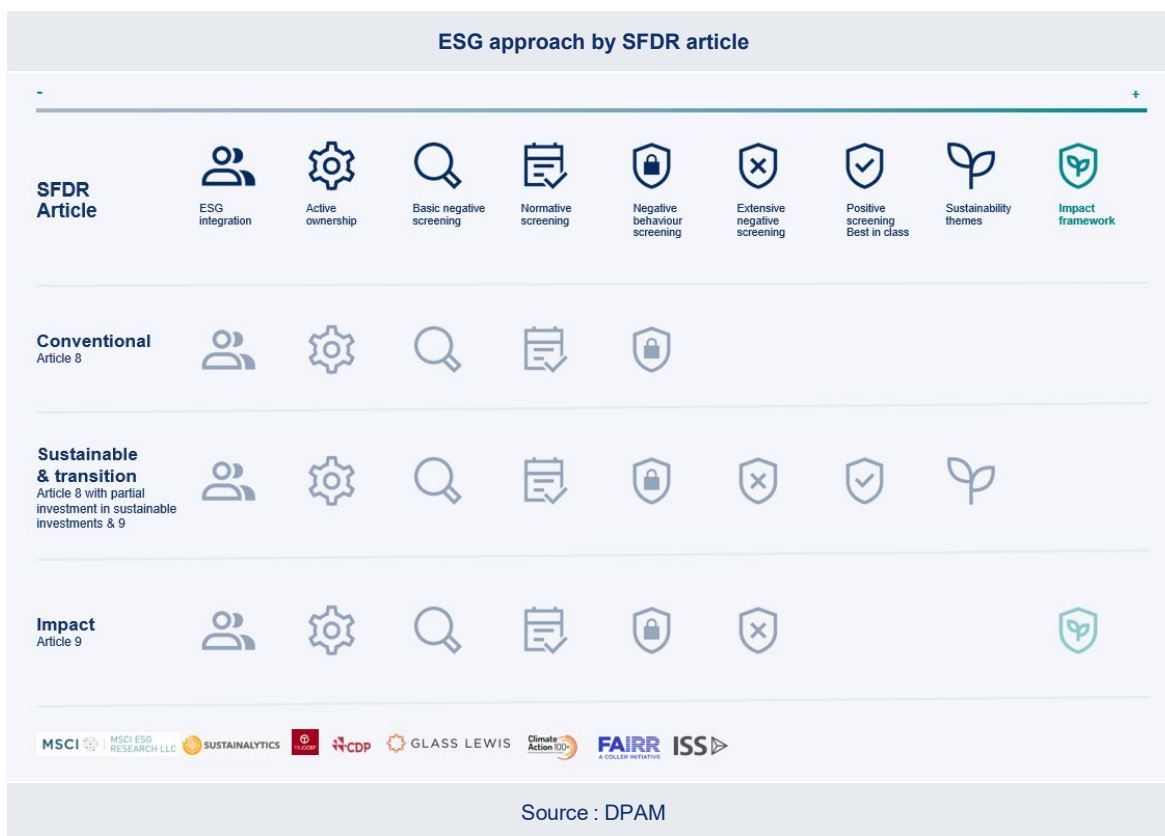 ESG approach by SFDR article
-
+
SFDR
Article
ESG
integration
Active
ownership
Basic negative
screening
Normative
screening
Negative
behaviour
screening
Extensive
negative
screening
Positive
screening
Best in class
Sustainability
themes
Impact
framework
Conventional
Article 8
Sustainable
& transition
Article 8 with partial
investment in sustainable
investments & 9
Impact
Article 9
MSCI
MSCI ESG
RESEARCH LLC
SUSTAINALYTICS
TRUCOST
CDP
GLASS LEWIS
Climate
Action 100+
FAIRR
A COLLER INITIATIVE
ISS
Source : DPAM